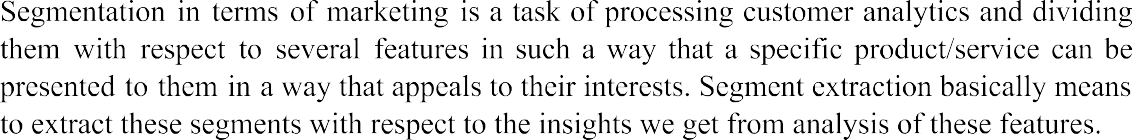 Segmentation in terms of marketing is a task of processing customer analytics and dividing
them with respect to several features in such a way that a specific product/service can be
presented to them in a way that appeals to their interests. Segment extraction basically means
to extract these segments with respect to the insights we get from analysis of these features.